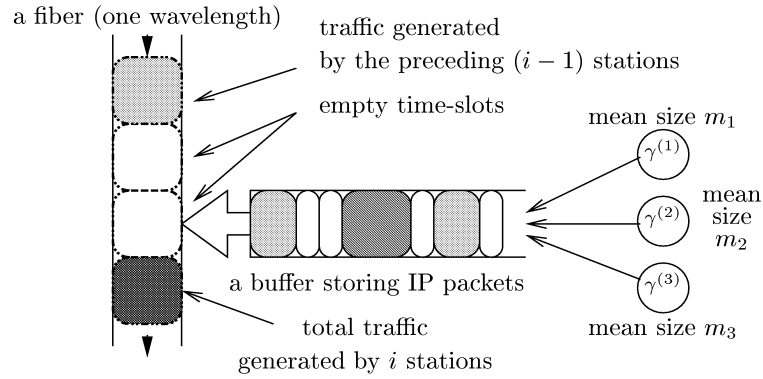 a fiber (one wavelength)
traffic generated
by the preceding (i − 1) stations
empty time-slots
mean size m₁
γ⁽¹⁾
γ⁽²⁾
mean
size
m₂
γ⁽³⁾
mean size m₃
a buffer storing IP packets
total traffic
generated by i stations